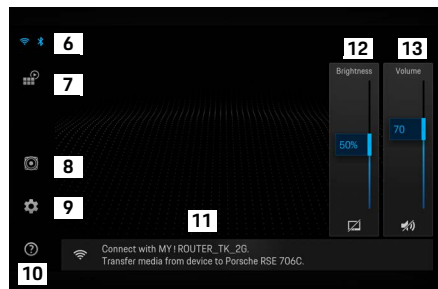 6
12
13
7
Brightness
Volume
70
50%
8
9
11
Connect with MY!ROUTER_TK_2G.
Transfer media from device to Porsche RSE 706C.
?
10